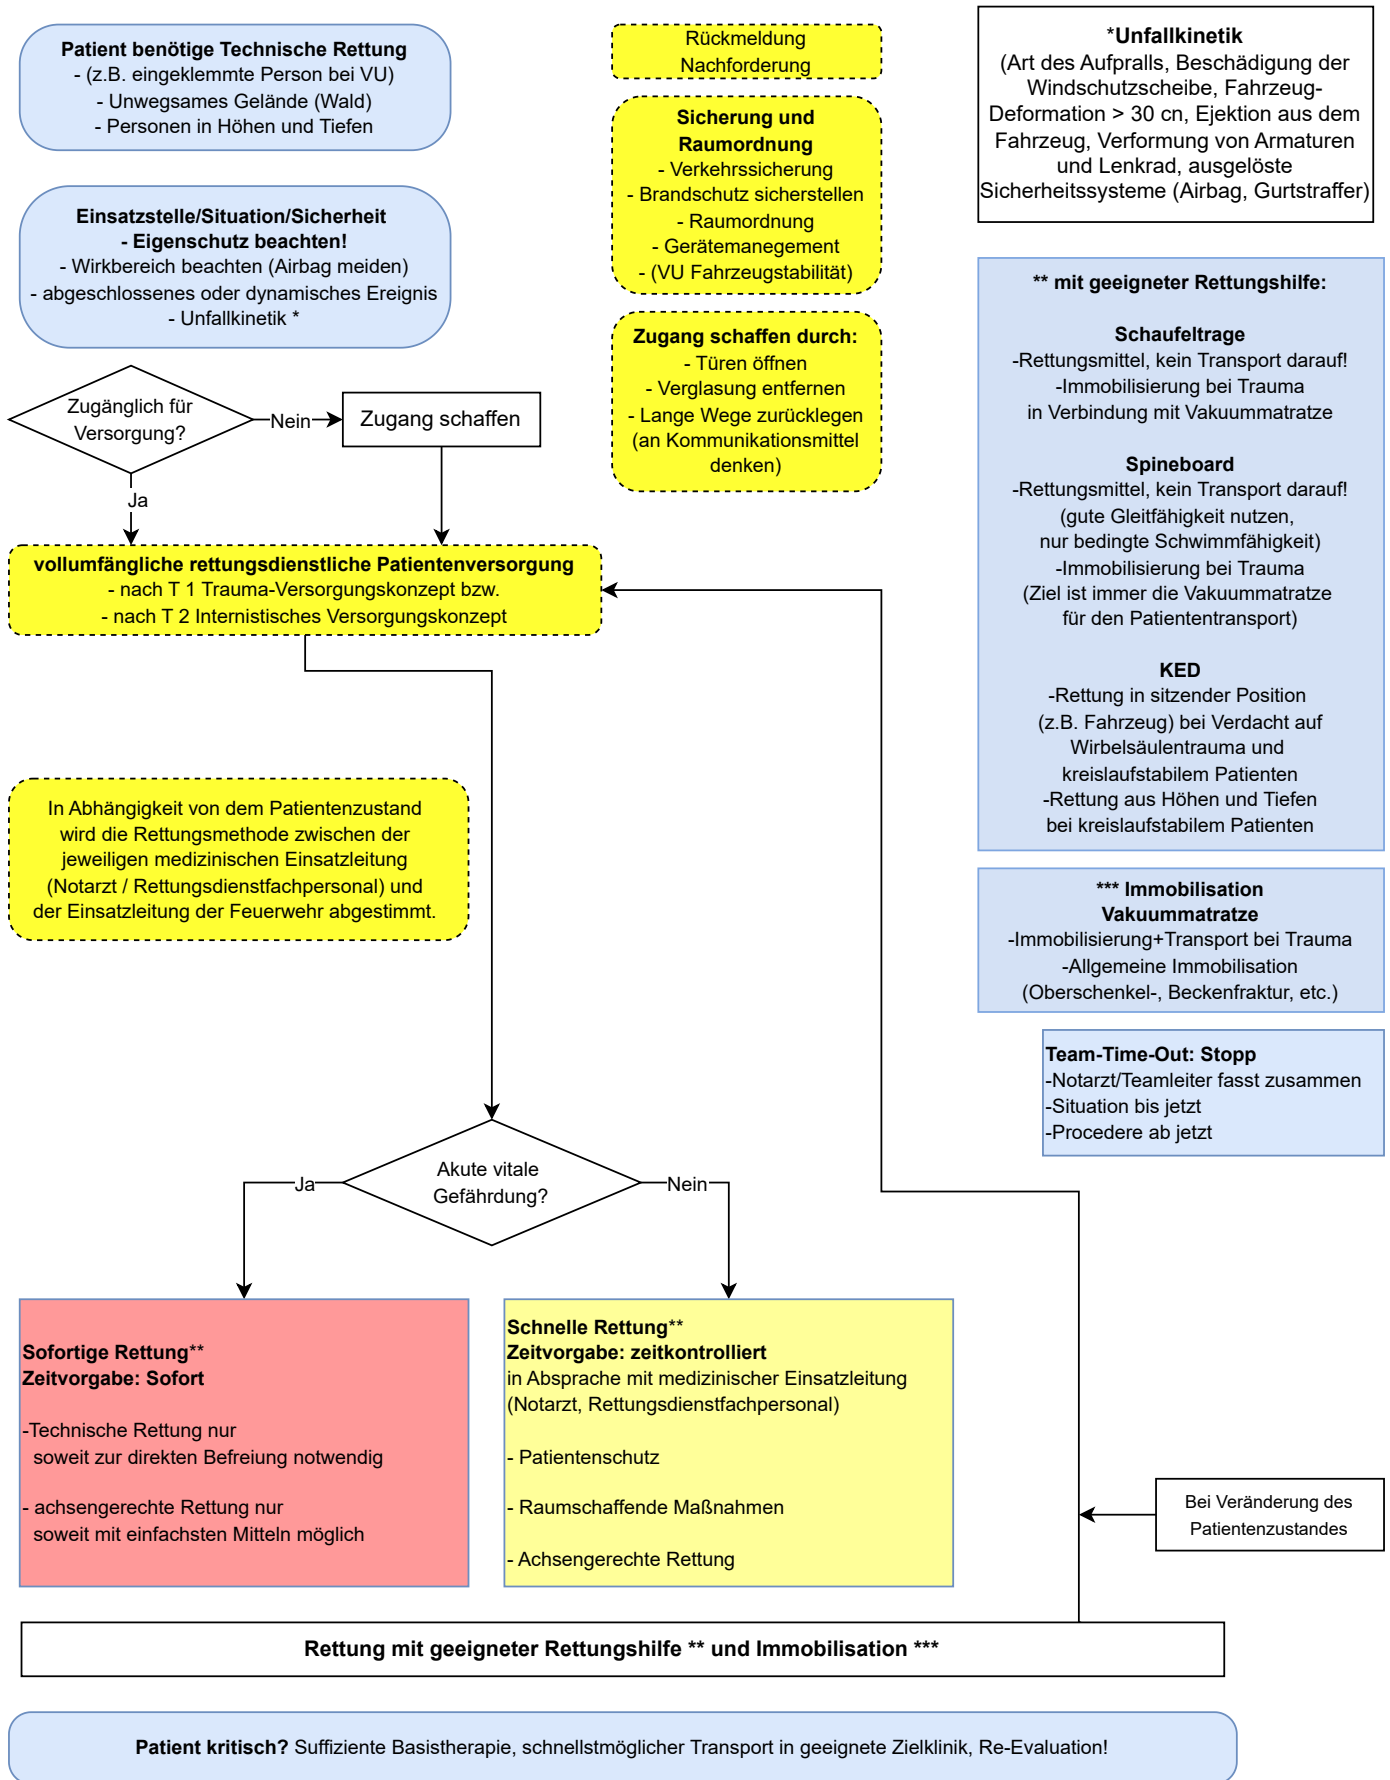 Patient benötige Technische Rettung
- (z.B. eingeklemmte Person bei VU)
- Unwegsames Gelände (Wald)
- Personen in Höhen und Tiefen
Einsatzstelle/Situation/Sicherheit
- Eigenschutz beachten!
- Wirkbereich beachten (Airbag meiden)
- abgeschlossenes oder dynamisches Ereignis
- Unfallkinetik *
Zugänglich für
Versorgung?
Nein
Zugang schaffen
Ja
Rückmeldung
Nachforderung
Sicherung und
Raumordnung
- Verkehrssicherung
- Brandschutz sicherstellen
- Raumordnung
- Gerätemanegement
- (VU Fahrzeugstabilität)
Zugang schaffen durch:
- Türen öffnen
- Verglasung entfernen
- Lange Wege zurücklegen
(an Kommunikationsmittel
denken)
*Unfallkinetik
(Art des Aufpralls, Beschädigung der
Windschutzscheibe, Fahrzeug-
Deformation > 30 cn, Ejektion aus dem
Fahrzeug, Verformung von Armaturen
und Lenkrad, ausgelöste
Sicherheitssysteme (Airbag, Gurtstraffer)
** mit geeigneter Rettungshilfe:
Schaufeltrage
-Rettungsmittel, kein Transport darauf!
-Immobilisierung bei Trauma
in Verbindung mit Vakuummatratze
Spineboard
-Rettungsmittel, kein Transport darauf!
(gute Gleitfähigkeit nutzen,
nur bedingte Schwimmfähigkeit)
-Immobilisierung bei Trauma
(Ziel ist immer die Vakuummatratze
für den Patiententransport)
KED
-Rettung in sitzender Position
(z.B. Fahrzeug) bei Verdacht auf
Wirbelsäulentrauma und
kreislaufstabilem Patienten
-Rettung aus Höhen und Tiefen
bei kreislaufstabilem Patienten
*** Immobilisation
Vakuummatratze
-Immobilisierung+Transport bei Trauma
-Allgemeine Immobilisation
(Oberschenkel-, Beckenfraktur, etc.)
Team-Time-Out: Stopp
-Notarzt/Teamleiter fasst zusammen
-Situation bis jetzt
-Procedere ab jetzt
vollumfängliche rettungsdienstliche Patientenversorgung
- nach T 1 Trauma-Versorgungskonzept bzw.
- nach T 2 Internistisches Versorgungskonzept
In Abhängigkeit von dem Patientenzustand
wird die Rettungsmethode zwischen der
jeweiligen medizinischen Einsatzleitung
(Notarzt / Rettungsdienstfachpersonal) und
der Einsatzleitung der Feuerwehr abgestimmt.
Akute vitale
Gefährdung?
Ja
Nein
Sofortige Rettung**
Zeitvorgabe: Sofort
-Technische Rettung nur
soweit zur direkten Befreiung notwendig
- achsengerechte Rettung nur
soweit mit einfachsten Mitteln möglich
Schnelle Rettung**
Zeitvorgabe: zeitkontrolliert
in Absprache mit medizinischer Einsatzleitung
(Notarzt, Rettungsdienstfachpersonal)
- Patientenschutz
- Raumschaffende Maßnahmen
- Achsengerechte Rettung
Bei Veränderung des
Patientenzustandes
Rettung mit geeigneter Rettungshilfe ** und Immobilisation ***
Patient kritisch? Suffiziente Basistherapie, schnellstmöglicher Transport in geeignete Zielklinik, Re-Evaluation!